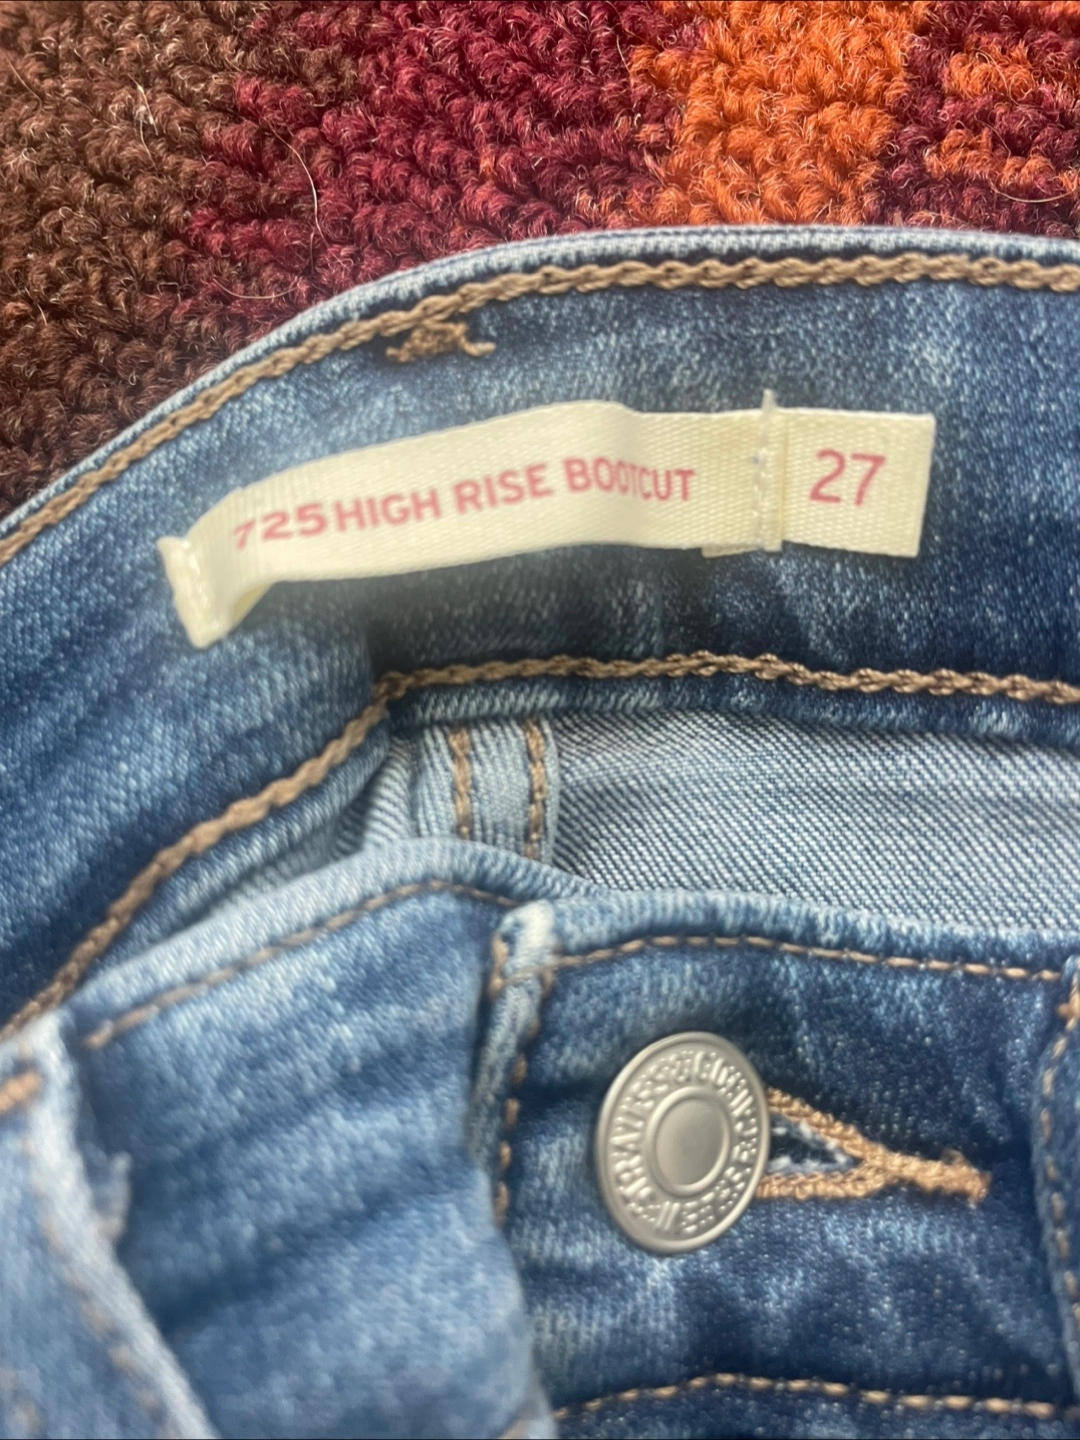 725 HIGH RISE BOOTCUT 27